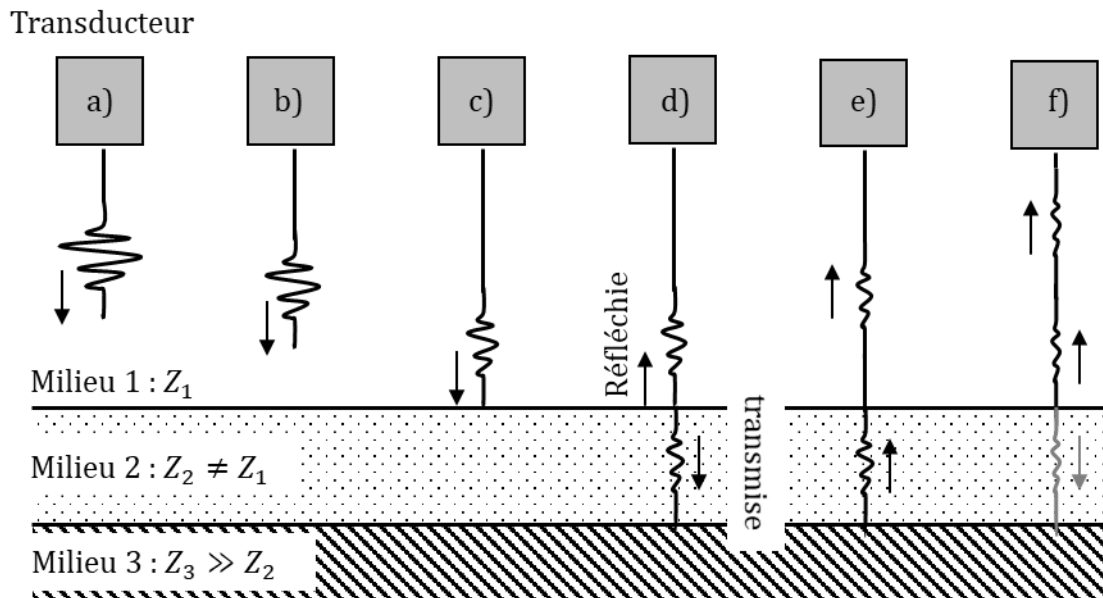 Transducteur
a) b) c) d) e) f)
Réfléchie
Milieu 1 : Z₁
transmise
Milieu 2 : Z₂ ≠ Z₁
Milieu 3 : Z₃ ≫ Z₂